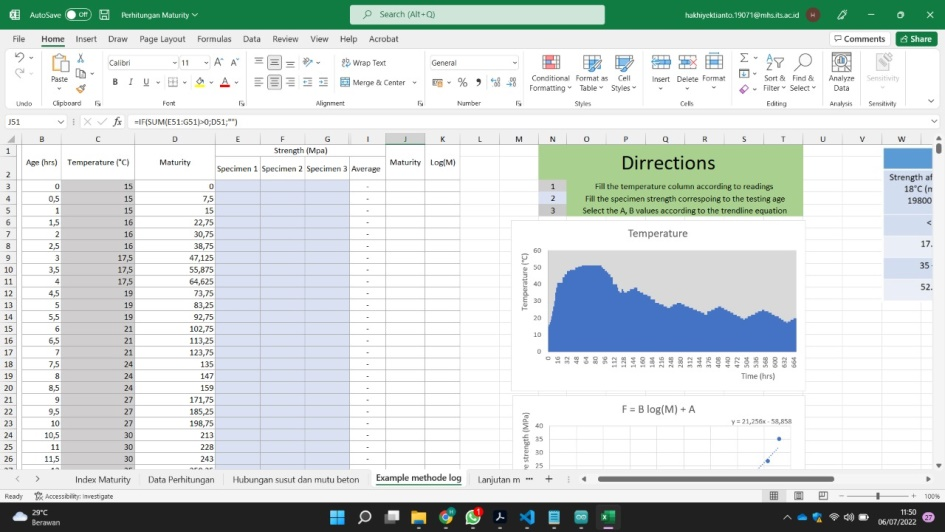 AutoSave Off Perhitungan Maturity Search (Alt+Q) hakhiyektianto.19071@mhs.its.ac.id H
File Home Insert Draw Page Layout Formulas Data Review View Help Acrobat Comments Share
Calibri 11 Wrap Text General
Paste Merge & Center Conditional Formatting Format as Table Cell Styles Insert Delete Format Sort & Filter Find & Select Analyze Data Sensitivity
Undo Clipboard Font Alignment Number Styles Cells Editing Analysis Sensitivity
J51 fx =IF(SUM(E51:G51)>0;D51;"")
B C D E F G I J K L M N O P Q R S T U V W
1 Strength (Mpa)
2 Age (hrs) Temperature (°C) Maturity Specimen 1 Specimen 2 Specimen 3 Average Maturity Log(M)
3 0 15 0 -
4 0,5 15 7,5 -
5 1 15 15 -
6 1,5 16 22,75 -
7 2 16 30,75 -
8 2,5 16 38,75 -
9 3 17,5 47,125 -
10 3,5 17,5 55,875 -
11 4 17,5 64,625 -
12 4,5 19 73,75 -
13 5 19 83,25 -
14 5,5 19 92,75 -
15 6 21 102,75 -
16 6,5 21 113,25 -
17 7 21 123,75 -
18 7,5 24 135 -
19 8 24 147 -
20 8,5 24 159 -
21 9 27 171,75 -
22 9,5 27 185,25 -
23 10 27 198,75 -
24 10,5 30 213 -
25 11 30 228 -
26 11,5 30 243 -
Dirrections
1 Fill the temperature column according to readings
2 Fill the specimen strength correspoing to the testing age
3 Select the A, B values according to the trendline equation
Strength af
18°C (n
19800
<
17.
35
52.
Temperature
Temperature (°C)
60
50
40
30
20
10
0
0 16 32 48 64 80 96 112 128 144 160 184 216 248 280 312 344 376 408 440 472 504 536 568 600 632 664
Time (hrs)
F = B log(M) + A
y = 21,256x - 58,858
e strength (MPa)
40
35
30
25
Index Maturity Data Perhitungan Hubungan susut dan mutu beton Example methode log Lanjutan m ...
Ready Accessibility: Investigate 100%
29°C
Berawan
1
11:50
06/07/2022
27